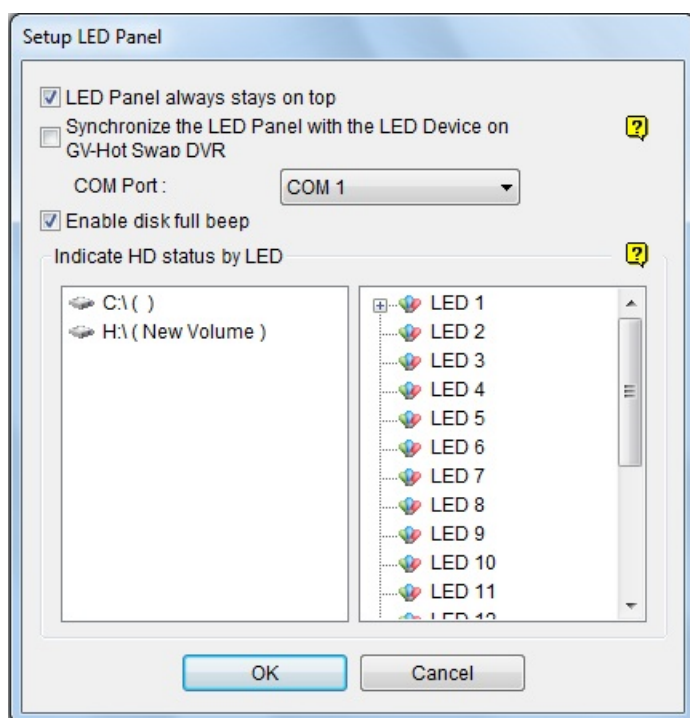 Setup LED Panel
LED Panel always stays on top
Synchronize the LED Panel with the LED Device on
GV-Hot Swap DVR
COM Port :
COM 1
Enable disk full beep
Indicate HD status by LED
C:\ ( )
H:\ ( New Volume )
LED 1
LED 2
LED 3
LED 4
LED 5
LED 6
LED 7
LED 8
LED 9
LED 10
LED 11
LED 12
OK
Cancel